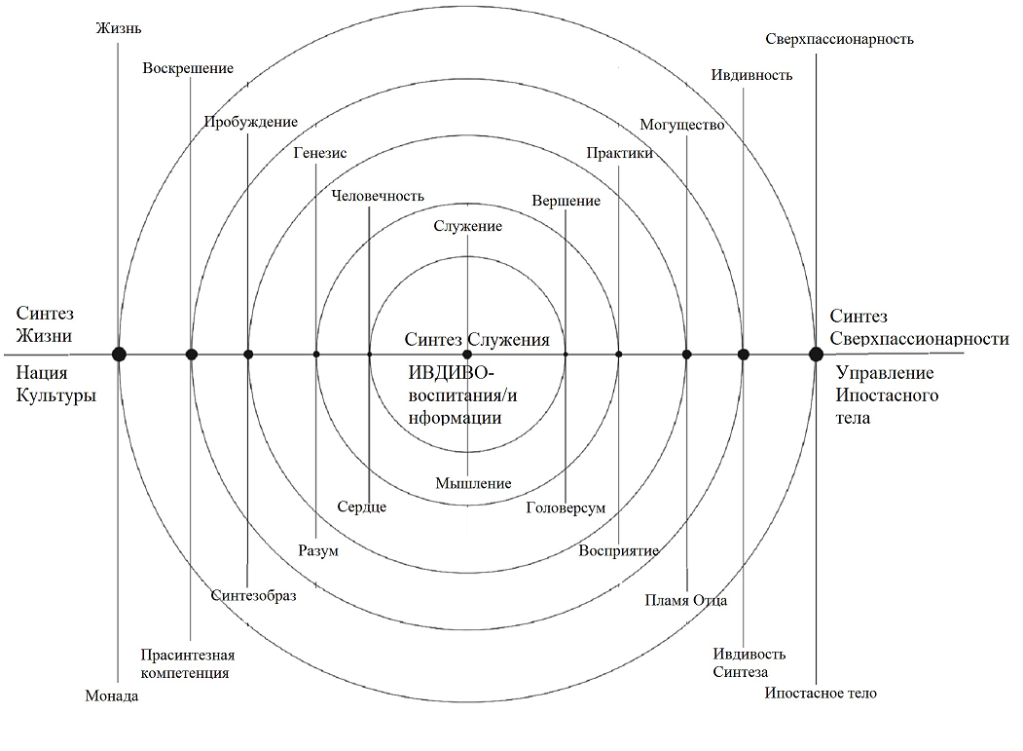 Жизнь
Сверхпассионарность
Воскрешение
Ивдивность
Пробуждение
Могущество
Генезис
Практики
Человечность
Вершение
Служение
Синтез
Жизни
Синтез
Сверхпассионарности
Синтез Служения
Нация
Культуры
ИВДИВО-
воспитания/и
нформации
Управление
Ипостасного
тела
Мышление
Сердце
Головерсум
Разум
Восприятие
Синтезобраз
Пламя Отца
Прасинтезная
компетенция
Ивдивость
Синтеза
Монада
Ипостасное тело